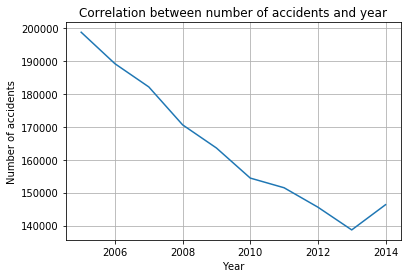 Correlation between number of accidents and year
200000
190000
180000
170000
160000
150000
140000
Number of accidents
2006 2008 2010 2012 2014
Year